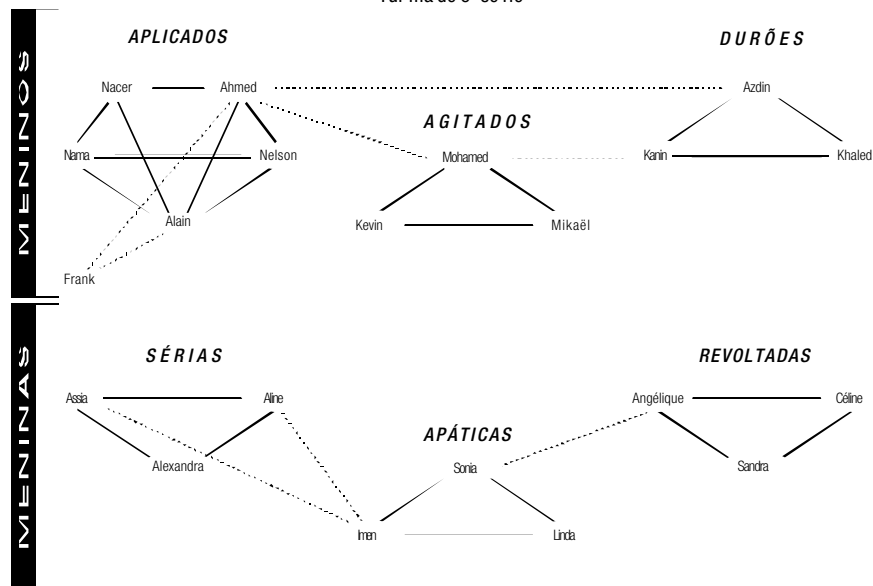 MENINOS
APLICADOS
DURÕES
Nacer Ahmed Azdin
AGITADOS
Nama Nelson Mohamed Kanin Khaled
Alain Kevin Mikaël
Frank
MENINAS
SÉRIAS REVOLTADAS
Assia Aline Angélique Céline
APÁTICAS
Alexandra Sonia Sandra
Imen Linda